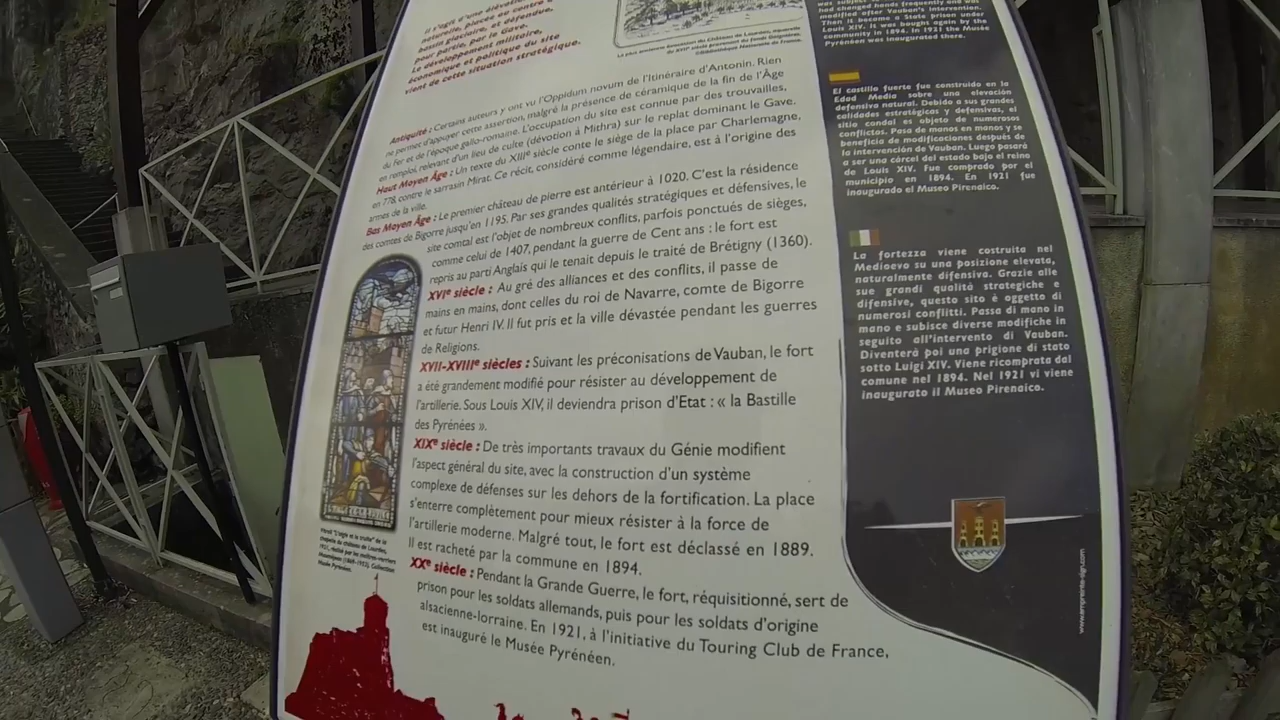 Il s'agit d'une
naturelle, placée au centre
bassin glaciaire, et défendue,
pour partie, par le Gave.
Le développement militaire,
économique et politique du site
vient de cette situation stratégique.
Antiquité : Certains auteurs y ont vu l'Oppidum novum de l'Itinéraire d'Antonin. Rien
ne permet d'appuyer cette assertion, malgré la présence de céramique de la fin de l'Âge
du Fer et de l'époque gallo-romaine. L'occupation du site est connue par des trouvailles,
en remploi, relevant d'un lieu de culte (dévotion à Mithra) sur le replat dominant le Gave.
Haut Moyen Âge : Un texte du XIIIe siècle conte le siège de la place par Charlemagne,
en 778, contre le sarrasin Mirat. Ce récit, considéré comme légendaire, est à l'origine des
armes de la ville.
Bas Moyen Âge : Le premier château de pierre est antérieur à 1020. C'est la résidence
des comtes de Bigorre jusqu'en 1195. Par ses grandes qualités stratégiques et défensives, le
site comtal est l'objet de nombreux conflits, parfois ponctués de sièges,
comme celui de 1407, pendant la guerre de Cent ans : le fort est
repris au parti Anglais qui le tenait depuis le traité de Brétigny (1360).
XVIe siècle : Au gré des alliances et des conflits, il passe de
mains en mains, dont celles du roi de Navarre, comte de Bigorre
et futur Henri IV. Il fut pris et la ville dévastée pendant les guerres
de Religions.
XVII-XVIIIe siècles : Suivant les préconisations de Vauban, le fort
a été grandement modifié pour résister au développement de
l'artillerie. Sous Louis XIV, il deviendra prison d'Etat : « la Bastille
des Pyrénées ».
XIXe siècle : De très importants travaux du Génie modifient
l'aspect général du site, avec la construction d'un système
complexe de défenses sur les dehors de la fortification. La place
s'enterre complètement pour mieux résister à la force de
l'artillerie moderne. Malgré tout, le fort est déclassé en 1889.
Il est racheté par la commune en 1894.
XXe siècle : Pendant la Grande Guerre, le fort, réquisitionné, sert de
prison pour les soldats allemands, puis pour les soldats d'origine
alsacienne-lorraine. En 1921, à l'initiative du Touring Club de France,
est inauguré le Musée Pyrénéen.
had changed hands frequently and was
modified after Vauban's intervention.
Then it became a State prison under
Louis XIV. It was bought again by the
community in 1894. In 1921 the Musée
Pyrénéen was inaugurated there.
El castillo fuerte fue construido en la
Edad Media sobre una elevación
defensiva natural. Debido a sus grandes
calidades estratégicas y defensivas, el
sitio condal es objeto de numerosos
conflictos. Pasa de manos en manos y se
beneficia de modificaciones después de
la intervención de Vauban. Luego pasará
a ser una cárcel del estado bajo el reino
de Louis XIV. Fue comprado por el
municipio en 1894. En 1921 fue
inaugurado el Museo Pirenaico.
La fortezza viene costruita nel
Medioevo su una posizione elevata,
naturalmente difensiva. Grazie alle
sue grandi qualità strategiche e
difensive, questo sito è oggetto di
numerosi conflitti. Passa di mano in
mano e subisce diverse modifiche in
seguito all'intervento di Vauban.
Diventerà poi una prigione di stato
sotto Luigi XIV. Viene ricomprata dal
comune nel 1894. Nel 1921 vi viene
inaugurato il Museo Pirenaico.
www.empreinte-sign.com